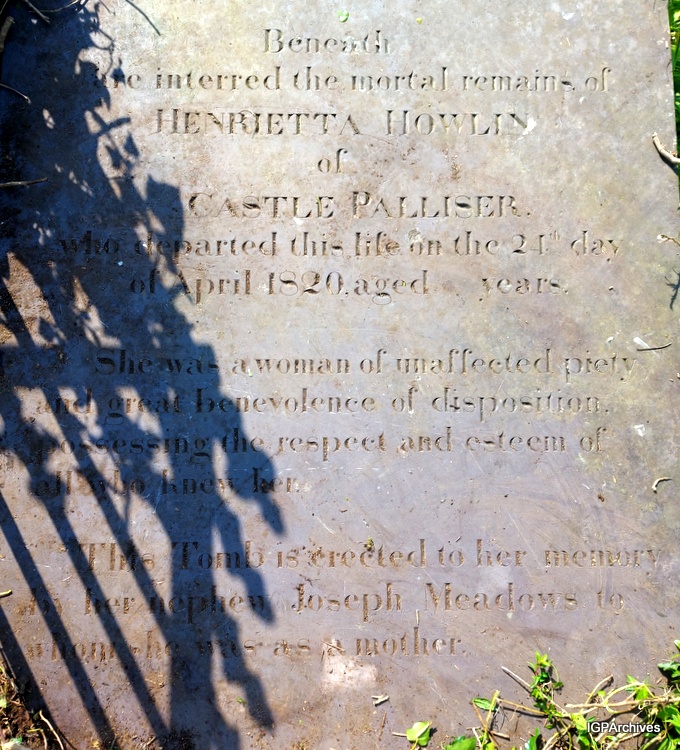 Beneath
are interred the mortal remains of
HENRIETTA HOWLIN
of
CASTLE PALLISER.
who departed this life on the 24th day
of April 1820, aged years.
She was a woman of unaffected piety
and great benevolence of disposition,
possessing the respect and esteem of
all who knew her.
This Tomb is erected to her memory
by her nephew Joseph Meadows to
whom she was as a mother.
IGPArchives